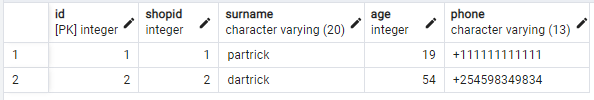 id shopid surname age phone
[PK] integer integer character varying (20) integer character varying (13)
1 1 1 partrick 19 +111111111111
2 2 2 dartrick 54 +254598349834